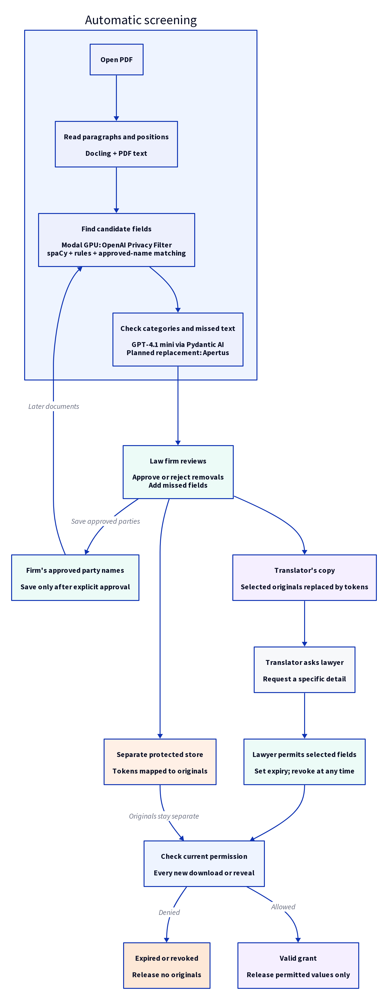 Automatic screening
Open PDF
Read paragraphs and positions
Docling + PDF text
Find candidate fields
Modal GPU: OpenAI Privacy Filter
spaCy + rules + approved-name matching
Check categories and missed text
GPT-4.1 mini via Pydantic AI
Planned replacement: Apertus
Later documents
Law firm reviews
Approve or reject removals
Add missed fields
Save approved parties
Firm's approved party names
Save only after explicit approval
Translator's copy
Selected originals replaced by tokens
Translator asks lawyer
Request a specific detail
Separate protected store
Tokens mapped to originals
Lawyer permits selected fields
Set expiry; revoke at any time
Originals stay separate
Check current permission
Every new download or reveal
Denied
Allowed
Expired or revoked
Release no originals
Valid grant
Release permitted values only